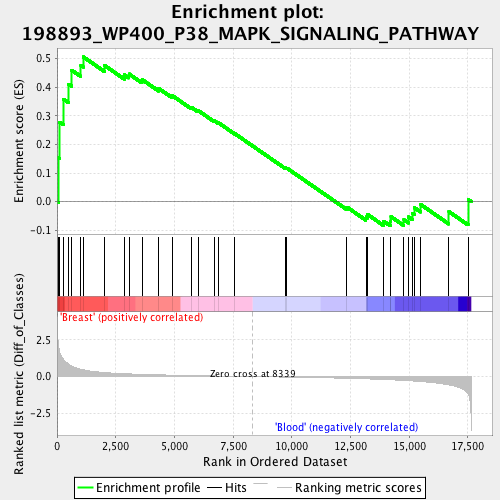 Enrichment plot:
198893_WP400_P38_MAPK_SIGNALING_PATHWAY
Enrichment score (ES)
0.5
0.4
0.3
0.2
0.1
0.0
-0.1
'Breast' (positively correlated)
Ranked list metric (Diff_of_Classes)
2.5
0.0
-2.5
Zero cross at 8339
'Blood' (negatively correlated)
0
2,500
5,000
7,500
10,000
12,500
15,000
17,500
Rank in Ordered Dataset
Enrichment profile
Hits
Ranking metric scores